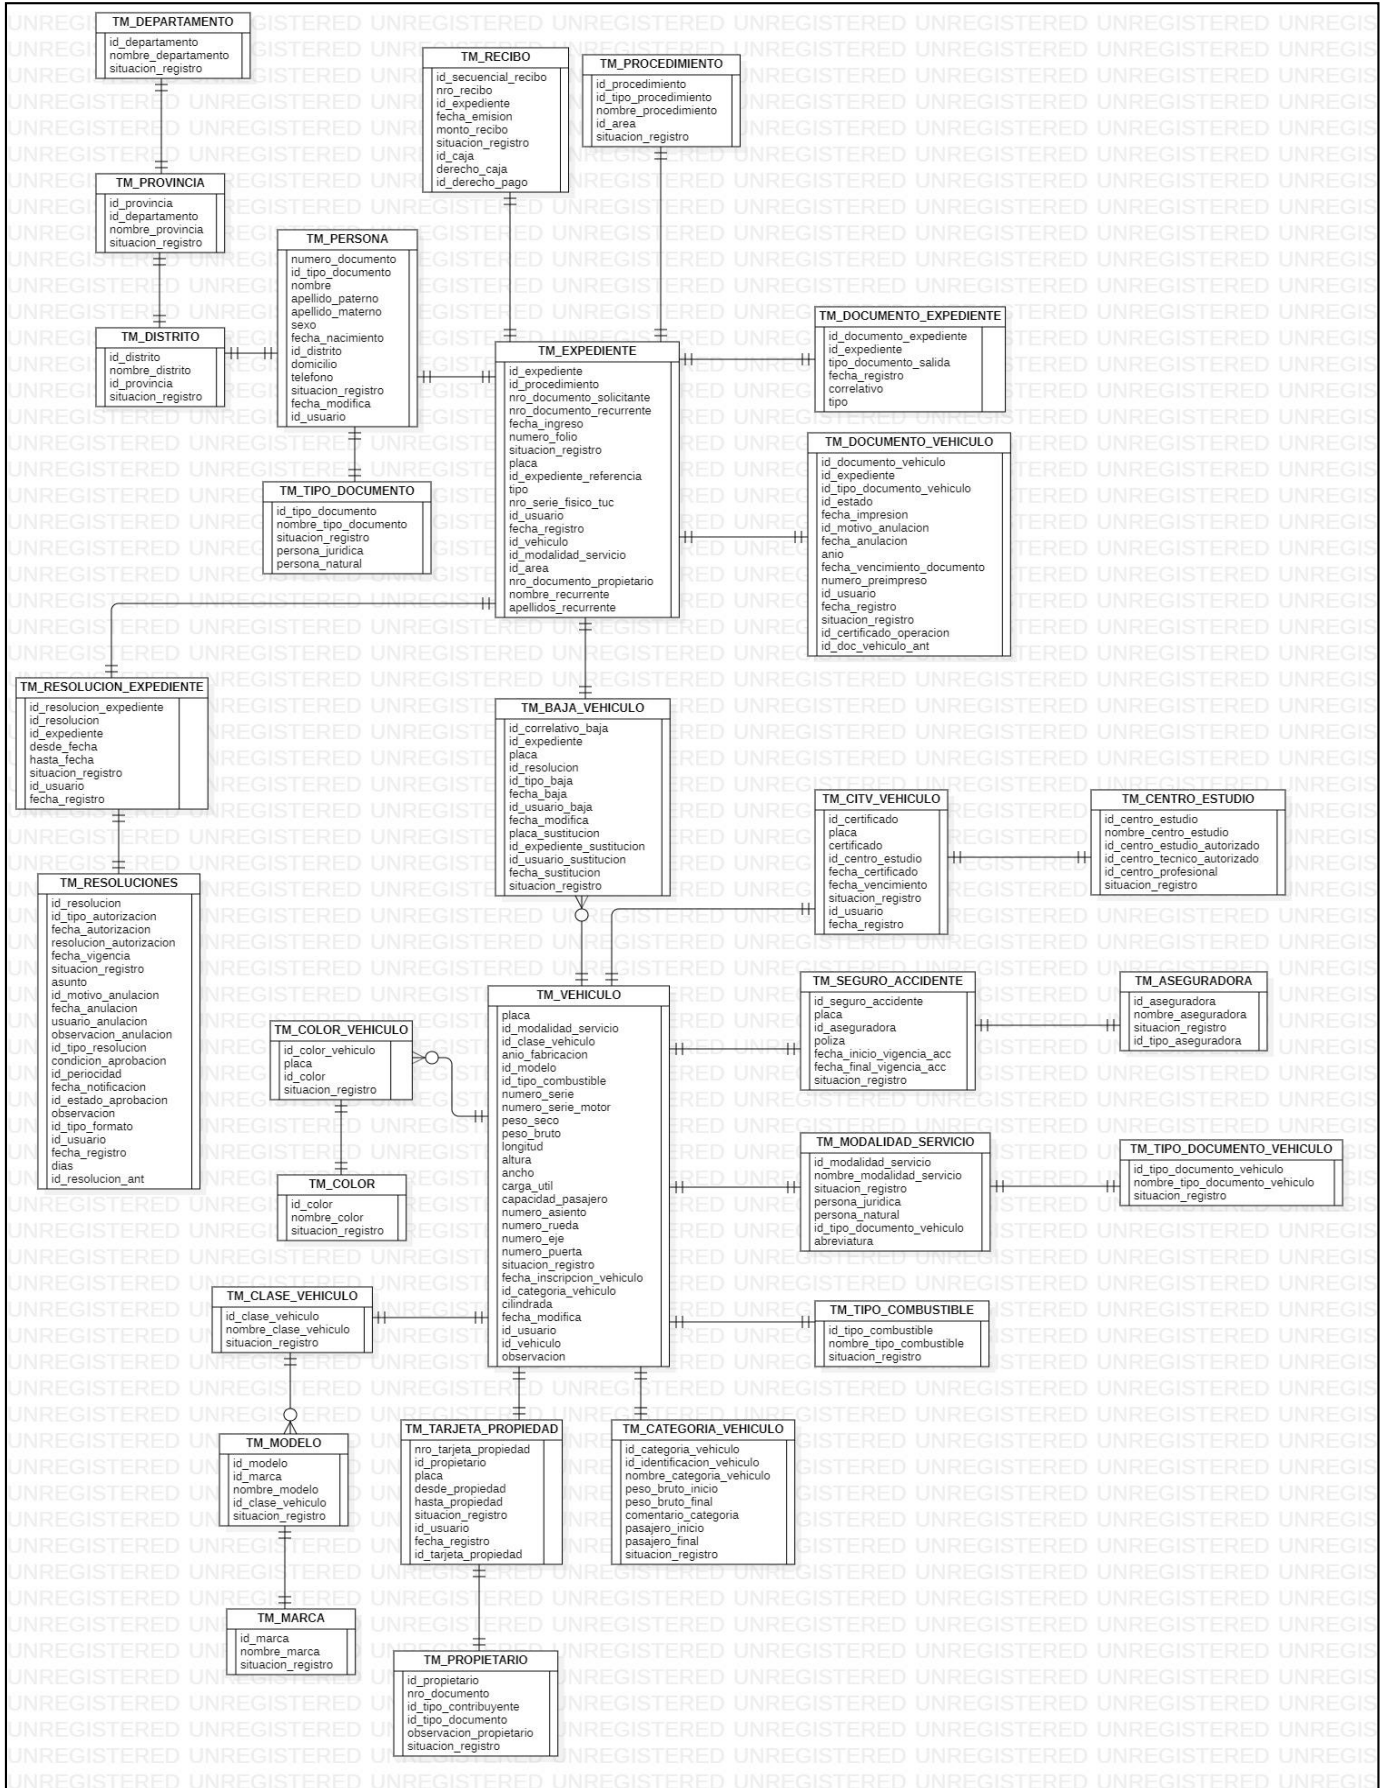 TM_DEPARTAMENTO
id_departamento
nombre_departamento
situacion_registro
TM_RECIBO
id_secuencial_recibo
nro_recibo
id_expediente
fecha_emision
monto_recibo
situacion_registro
id_caja
derecho_caja
id_derecho_pago
TM_PROCEDIMIENTO
id_procedimiento
id_tipo_procedimiento
nombre_procedimiento
id_area
situacion_registro
TM_PROVINCIA
id_provincia
id_departamento
nombre_provincia
situacion_registro
TM_PERSONA
numero_documento
id_tipo_documento
nombre
apellido_paterno
apellido_materno
sexo
fecha_nacimiento
id_distrito
domicilio
telefono
situacion_registro
fecha_modifica
id_usuario
TM_DISTRITO
id_distrito
nombre_distrito
id_provincia
situacion_registro
TM_EXPEDIENTE
id_expediente
id_procedimiento
nro_documento_solicitante
nro_documento_recurrente
fecha_ingreso
numero_folio
situacion_registro
placa
id_expediente_referencia
tipo
nro_serie_fisico_tuc
id_usuario
fecha_registro
id_vehiculo
id_modalidad_servicio
id_area
nro_documento_propietario
nombre_recurrente
apellidos_recurrente
TM_DOCUMENTO_EXPEDIENTE
id_documento_expediente
id_expediente
tipo_documento_salida
fecha_registro
correlativo
tipo
TM_DOCUMENTO_VEHICULO
id_documento_vehiculo
id_expediente
id_tipo_documento_vehiculo
id_estado
fecha_impresion
id_motivo_anulacion
fecha_anulacion
anio
fecha_vencimiento_documento
numero_preimpreso
id_usuario
fecha_registro
situacion_registro
id_certificado_operacion
id_doc_vehiculo_ant
TM_TIPO_DOCUMENTO
id_tipo_documento
nombre_tipo_documento
situacion_registro
persona_juridica
persona_natural
TM_RESOLUCION_EXPEDIENTE
id_resolucion_expediente
id_resolucion
id_expediente
desde_fecha
hasta_fecha
situacion_registro
id_usuario
fecha_registro
TM_BAJA_VEHICULO
id_correlativo_baja
id_expediente
placa
id_resolucion
id_tipo_baja
fecha_baja
id_usuario_baja
fecha_modifica
placa_sustitucion
id_expediente_sustitucion
id_usuario_sustitucion
fecha_sustitucion
situacion_registro
TM_CITV_VEHICULO
id_certificado
placa
certificado
id_centro_estudio
fecha_certificado
fecha_vencimiento
situacion_registro
id_usuario
fecha_registro
TM_CENTRO_ESTUDIO
id_centro_estudio
nombre_centro_estudio
id_centro_estudio_autorizado
id_centro_tecnico_autorizado
id_centro_profesional
situacion_registro
TM_RESOLUCIONES
id_resolucion
id_tipo_autorizacion
fecha_autorizacion
resolucion_autorizacion
fecha_vigencia
situacion_registro
asunto
id_motivo_anulacion
fecha_anulacion
usuario_anulacion
observacion_anulacion
id_tipo_resolucion
condicion_aprobacion
id_periocidad
fecha_notificacion
id_estado_aprobacion
observacion
id_tipo_formato
id_usuario
fecha_registro
dias
id_resolucion_ant
TM_COLOR_VEHICULO
id_color_vehiculo
placa
id_color
situacion_registro
TM_VEHICULO
placa
id_modalidad_servicio
id_clase_vehiculo
anio_fabricacion
id_modelo
id_tipo_combustible
numero_serie
numero_serie_motor
peso_seco
peso_bruto
longitud
altura
ancho
carga_util
capacidad_pasajero
numero_asiento
numero_rueda
numero_eje
numero_puerta
situacion_registro
fecha_inscripcion_vehiculo
id_categoria_vehiculo
cilindrada
fecha_modifica
id_usuario
id_vehiculo
observacion
TM_SEGURO_ACCIDENTE
id_seguro_accidente
placa
id_aseguradora
poliza
fecha_inicio_vigencia_acc
fecha_final_vigencia_acc
situacion_registro
TM_ASEGURADORA
id_aseguradora
nombre_aseguradora
situacion_registro
id_tipo_aseguradora
TM_MODALIDAD_SERVICIO
id_modalidad_servicio
nombre_modalidad_servicio
situacion_registro
persona_juridica
persona_natural
id_tipo_documento_vehiculo
abreviatura
TM_TIPO_DOCUMENTO_VEHICULO
id_tipo_documento_vehiculo
nombre_tipo_documento_vehiculo
situacion_registro
TM_COLOR
id_color
nombre_color
situacion_registro
TM_CLASE_VEHICULO
id_clase_vehiculo
nombre_clase_vehiculo
situacion_registro
TM_TIPO_COMBUSTIBLE
id_tipo_combustible
nombre_tipo_combustible
situacion_registro
TM_MODELO
id_modelo
id_marca
nombre_modelo
id_clase_vehiculo
situacion_registro
TM_TARJETA_PROPIEDAD
nro_tarjeta_propiedad
id_propietario
placa
desde_propiedad
hasta_propiedad
situacion_registro
id_usuario
fecha_registro
id_tarjeta_propiedad
TM_CATEGORIA_VEHICULO
id_categoria_vehiculo
id_identificacion_vehiculo
nombre_categoria_vehiculo
peso_bruto_inicio
peso_bruto_final
comentario_categoria
pasajero_inicio
pasajero_final
situacion_registro
TM_MARCA
id_marca
nombre_marca
situacion_registro
TM_PROPIETARIO
id_propietario
nro_documento
id_tipo_contribuyente
id_tipo_documento
observacion_propietario
situacion_registro